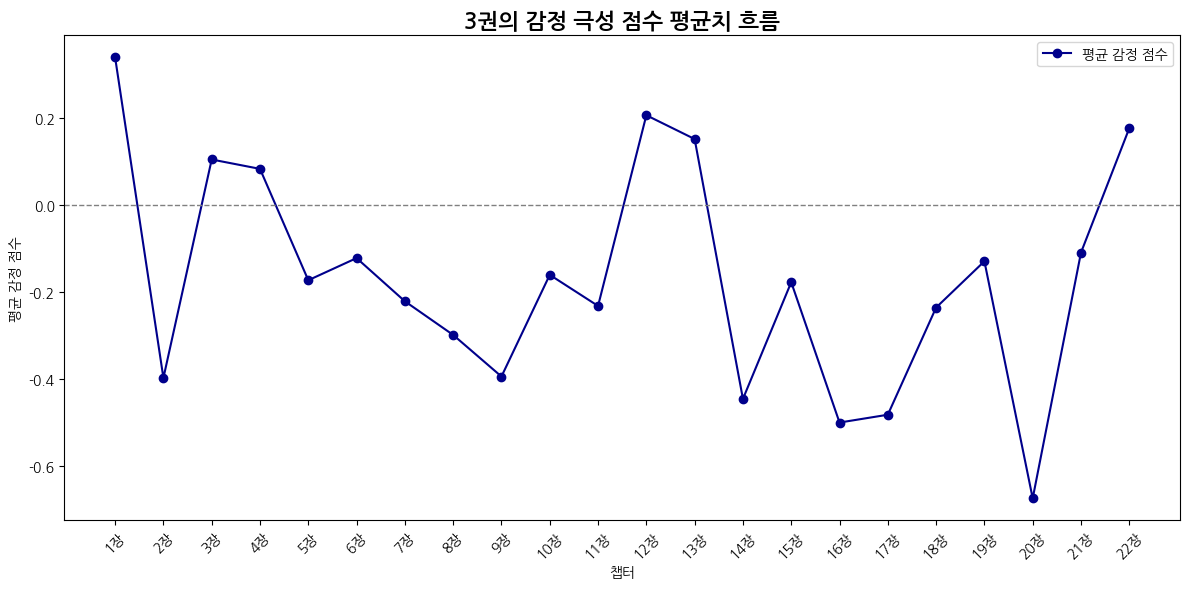 3권의 감정 극성 점수 평균치 흐름
평균 감정 점수
평균 감정 점수
0.2
0.0
-0.2
-0.4
-0.6
1장
2장
3장
4장
5장
6장
7장
8장
9장
10장
11장
12장
13장
14장
15장
16장
17장
18장
19장
20장
21장
22장
챕터